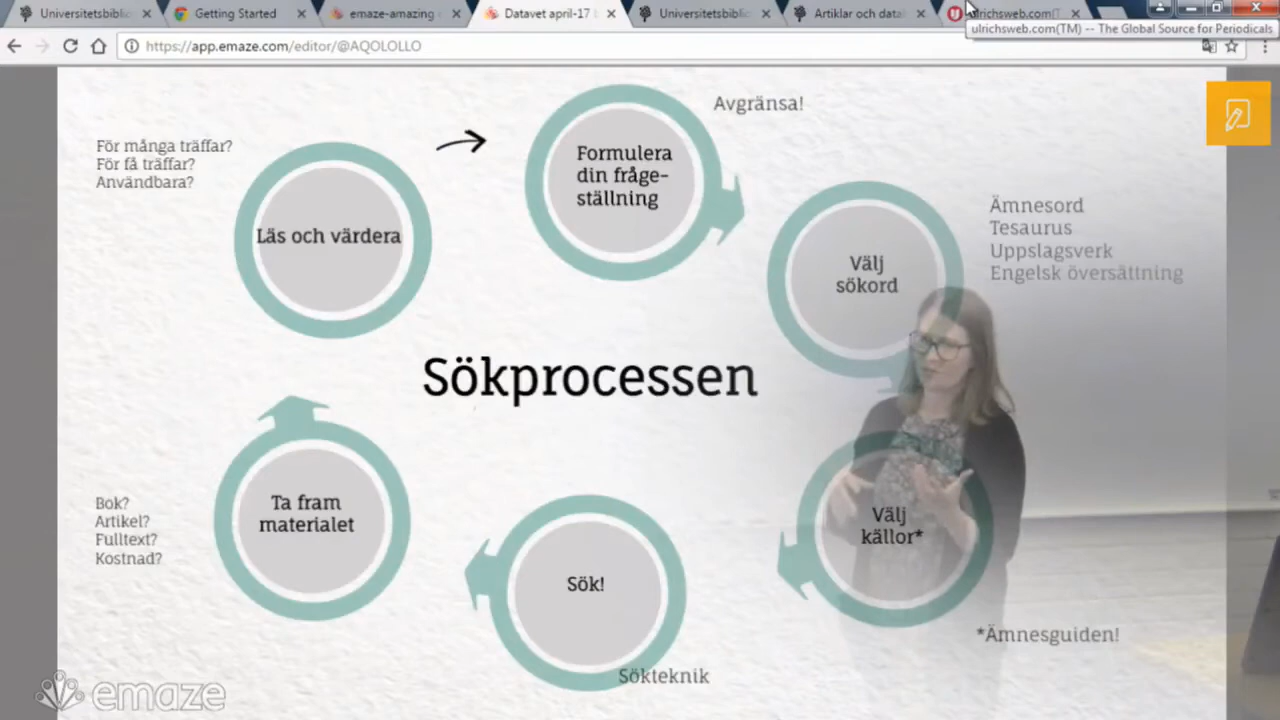 Universitetsbiblio
Getting Started
emaze-amazing
Datavet april-17
Universitetsbiblio
Artiklar och data
ulrichsweb.com(T
ulrichsweb.com(TM) -- The Global Source for Periodicals
https://app.emaze.com/editor/@AQOLOLLO
Avgränsa!
För många träffar?
För få träffar?
Användbara?
Formulera
din fråge-
ställning
Läs och värdera
Ämnesord
Tesaurus
Uppslagsverk
Engelsk översättning
Välj
sökord
Sökprocessen
Ta fram
materialet
Bok?
Artikel?
Fulltext?
Kostnad?
Välj
källor*
Sök!
*Ämnesguiden!
Sökteknik
emaze